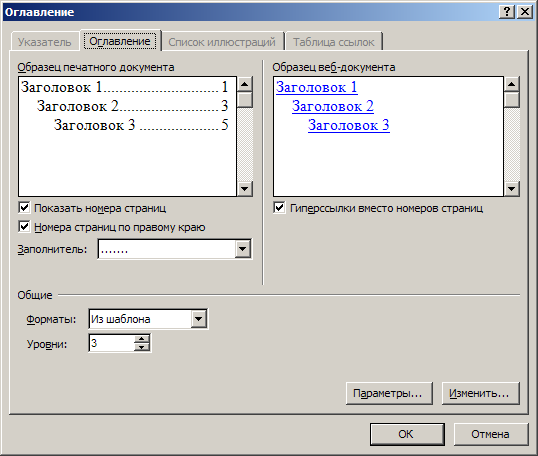 Оглавление
Указатель Оглавление Список иллюстраций Таблица ссылок
Образец печатного документа
Заголовок 1 ............................ 1
Заголовок 2 ........................ 3
Заголовок 3 .................... 5
Показать номера страниц
Номера страниц по правому краю
Заполнитель: .......
Образец веб-документа
Заголовок 1
Заголовок 2
Заголовок 3
Гиперссылки вместо номеров страниц
Общие
Форматы: Из шаблона
Уровни: 3
Параметры... Изменить...
ОК Отмена